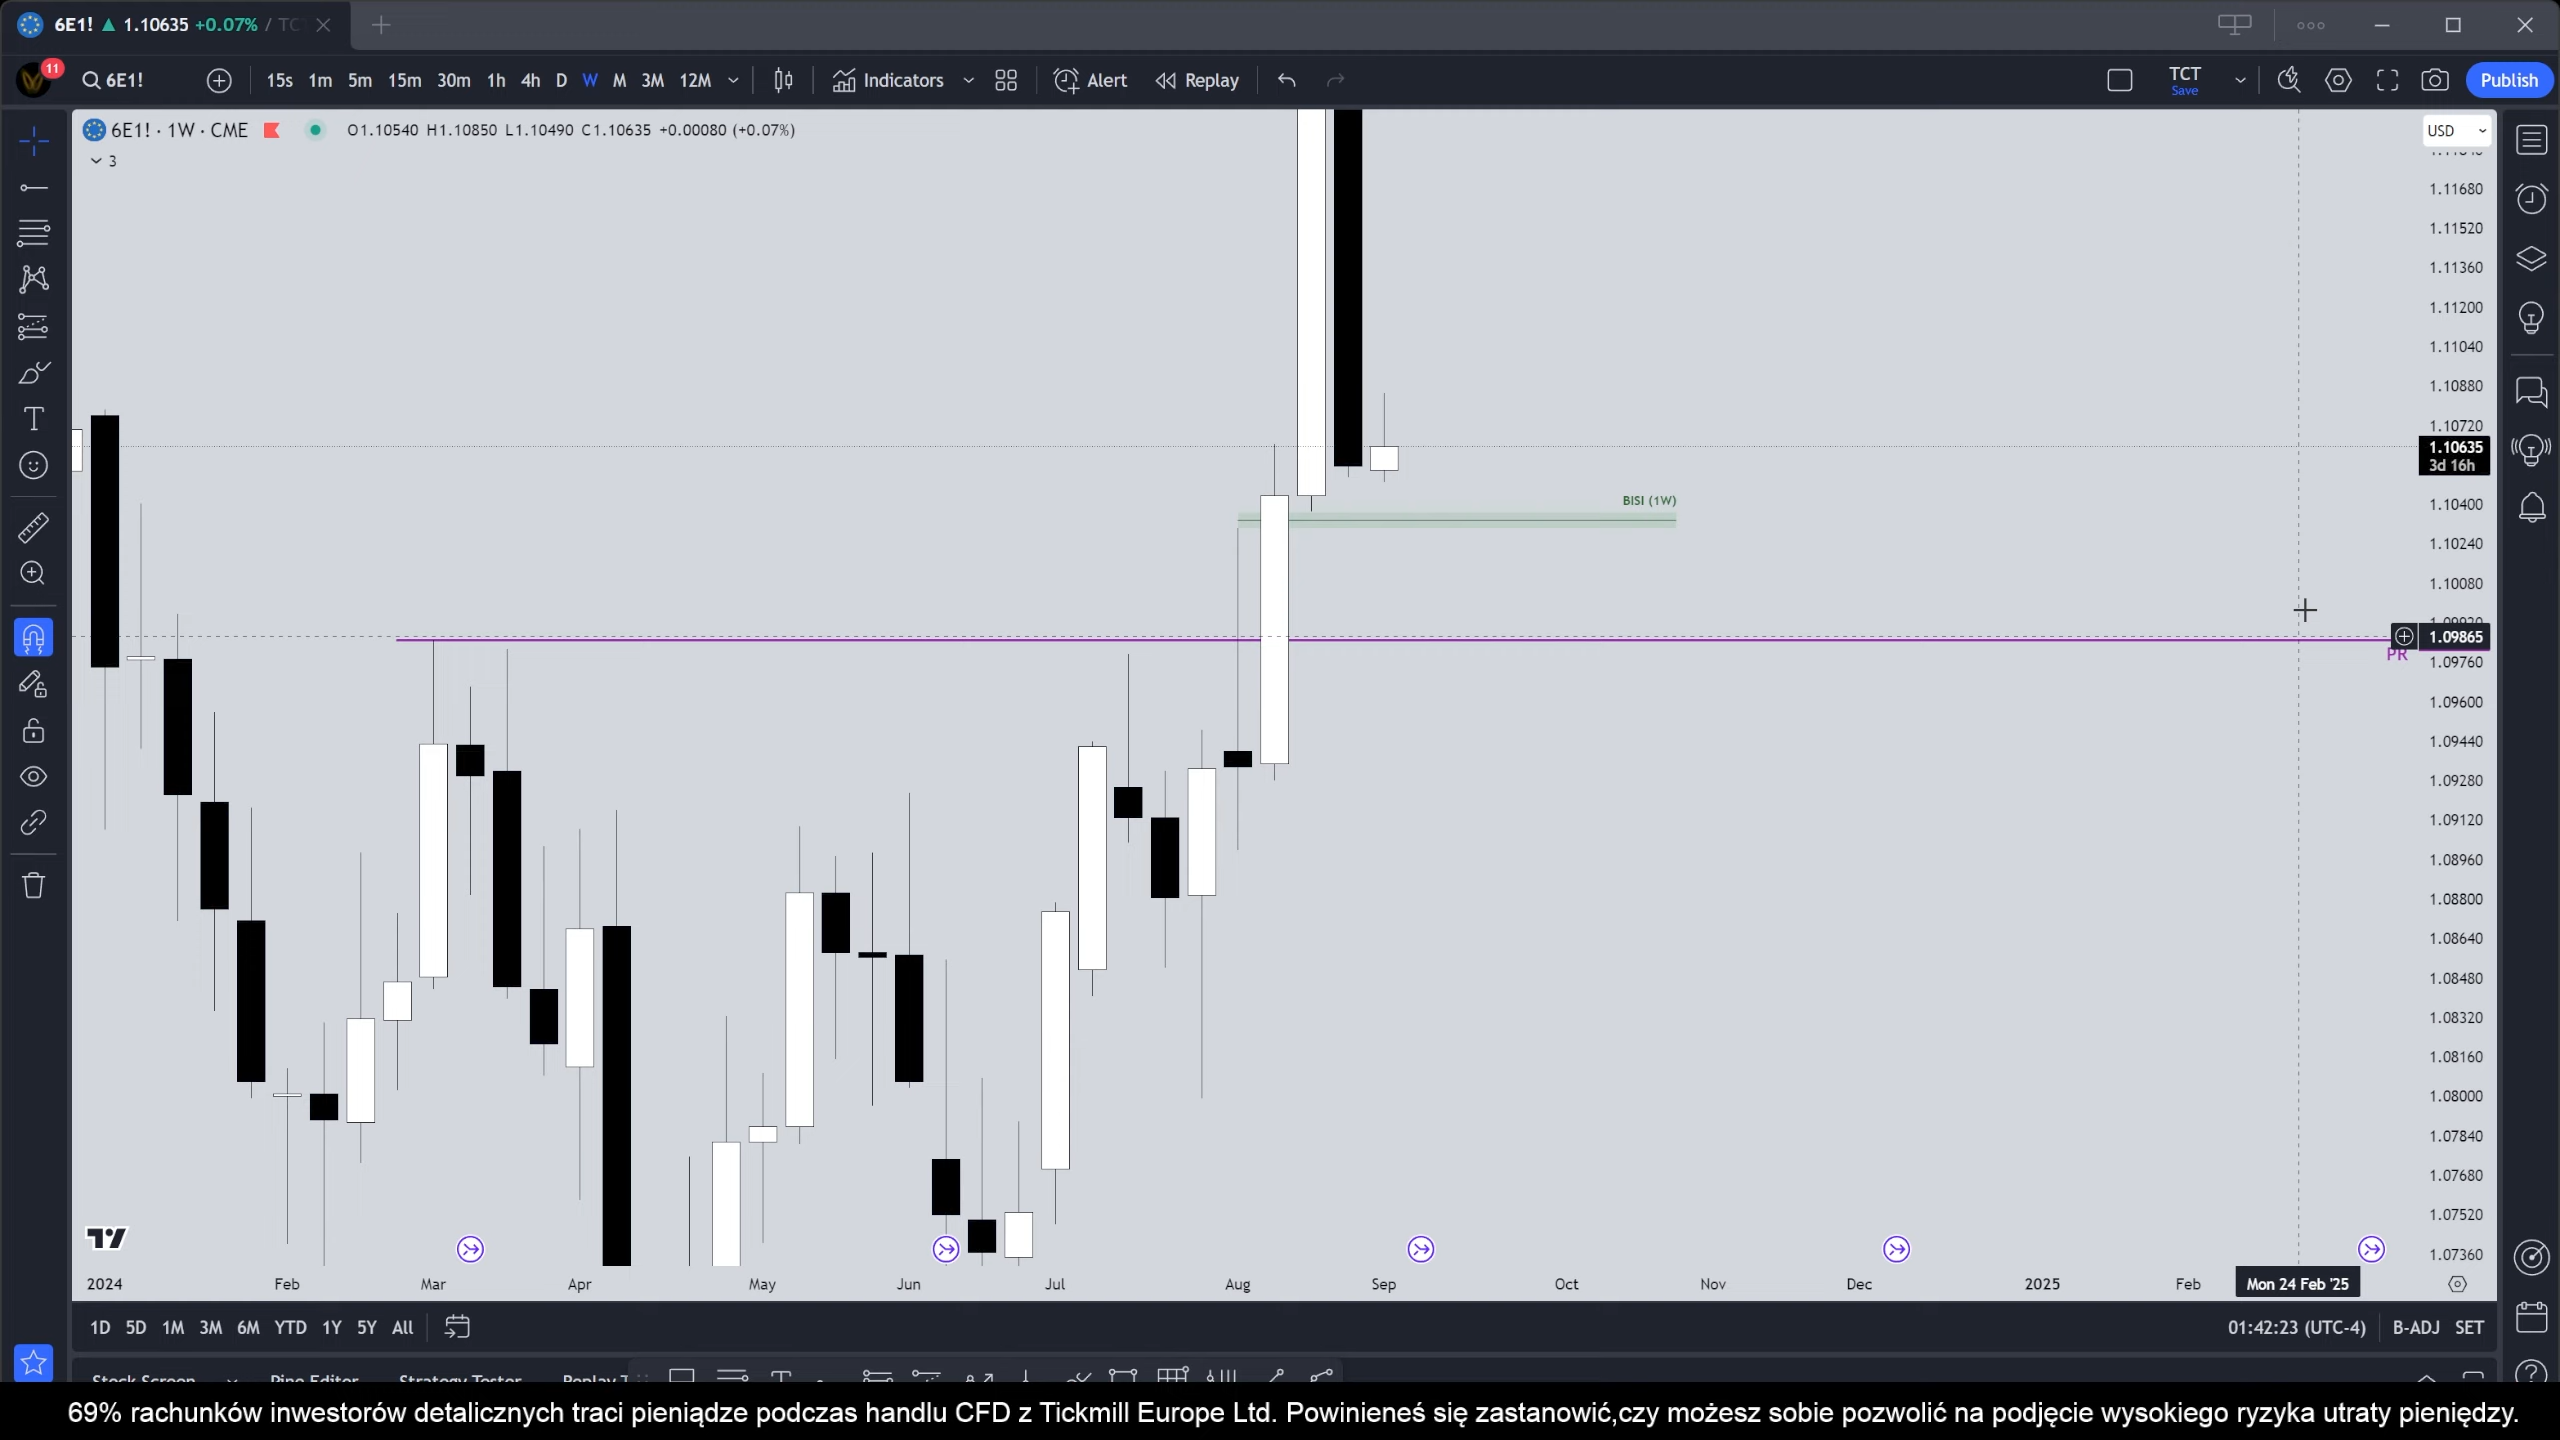 6E1! ▲ 1.10635 +0.07% / TC
11
6E1! 15s 1m 5m 15m 30m 1h 4h D W M 3M 12M Indicators Alert Replay TCT Save Publish
6E1! · 1W · CME O1.10540 H1.10850 L1.10490 C1.10635 +0.00080 (+0.07%)
3
USD
1.11680
1.11520
1.11360
1.11200
1.11040
1.10880
1.10720
1.10635
3d 16h
BISI (1W)
1.10400
1.10240
1.10080
1.09865
PR
1.09760
1.09600
1.09440
1.09280
1.09120
1.08960
1.08800
1.08640
1.08480
1.08320
1.08160
1.08000
1.07840
1.07680
1.07520
1.07360
2024 Feb Mar Apr May Jun Jul Aug Sep Oct Nov Dec 2025 Feb Mon 24 Feb '25
1D 5D 1M 3M 6M YTD 1Y 5Y All 01:42:23 (UTC-4) B-ADJ SET
Stock Screen Pine Editor Strategy Tester Replay T
69% rachunków inwestorów detalicznych traci pieniądze podczas handlu CFD z Tickmill Europe Ltd. Powinieneś się zastanowić,czy możesz sobie pozwolić na podjęcie wysokiego ryzyka utraty pieniędzy.